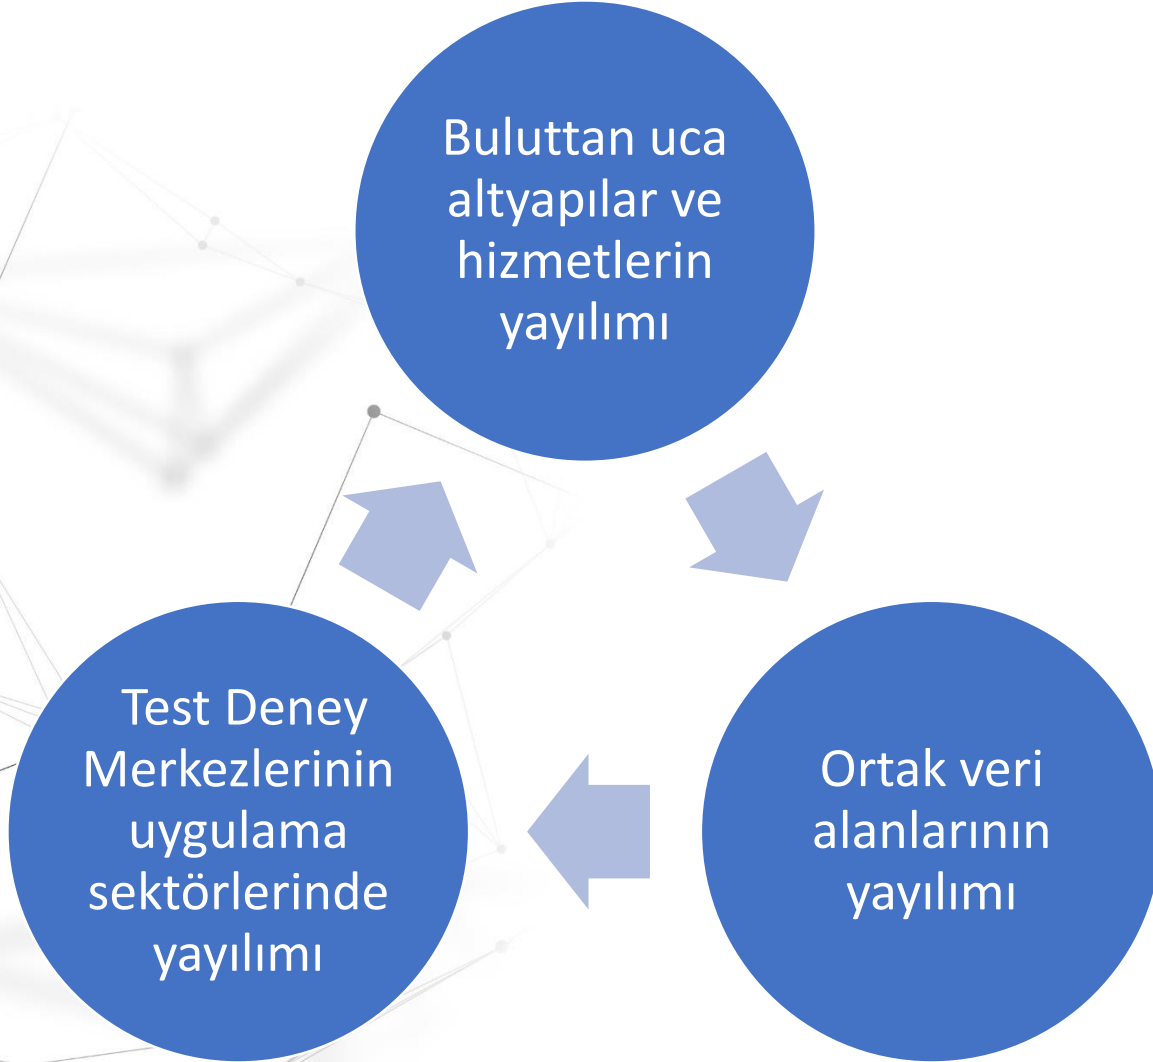 Buluttan uca
altyapılar ve
hizmetlerin
yayılımı
Ortak veri
alanlarının
yayılımı
Test Deney
Merkezlerinin
uygulama
sektörlerinde
yayılımı